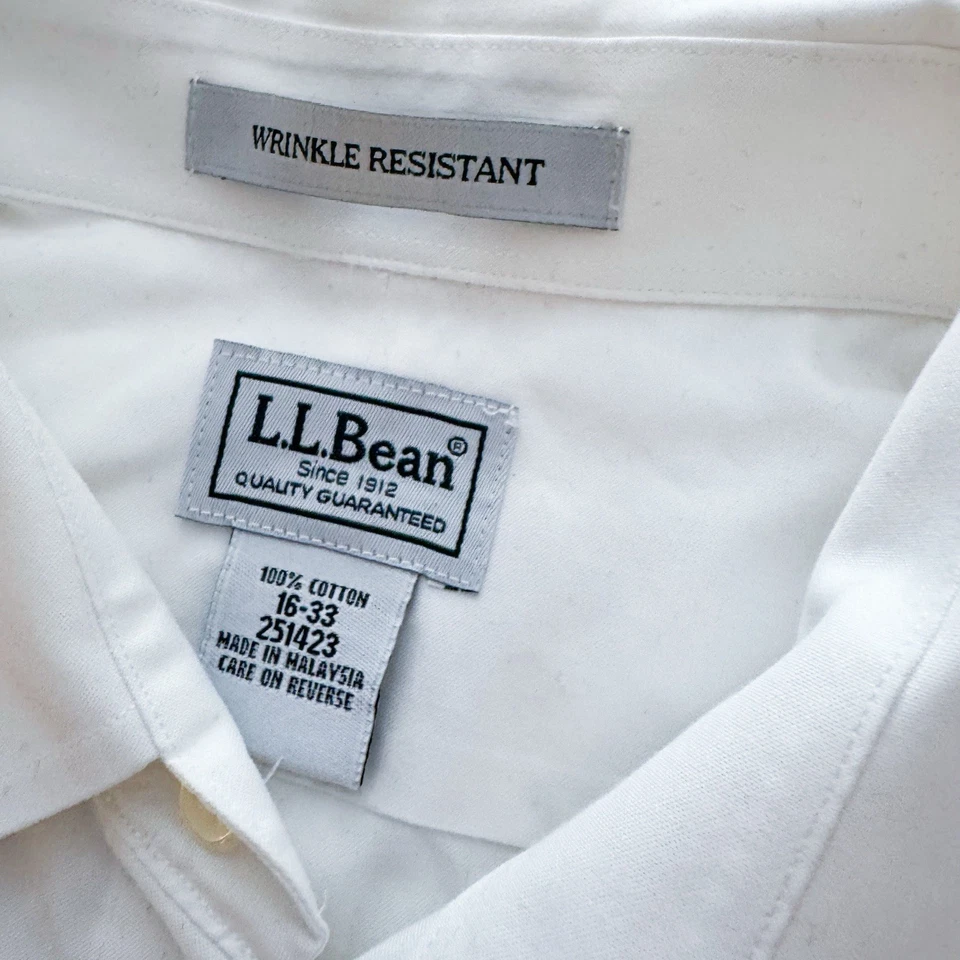 WRINKLE RESISTANT
L.L.Bean®
Since 1912
QUALITY GUARANTEED
100% COTTON
16-33
251423
MADE IN MALAYSIA
CARE ON REVERSE